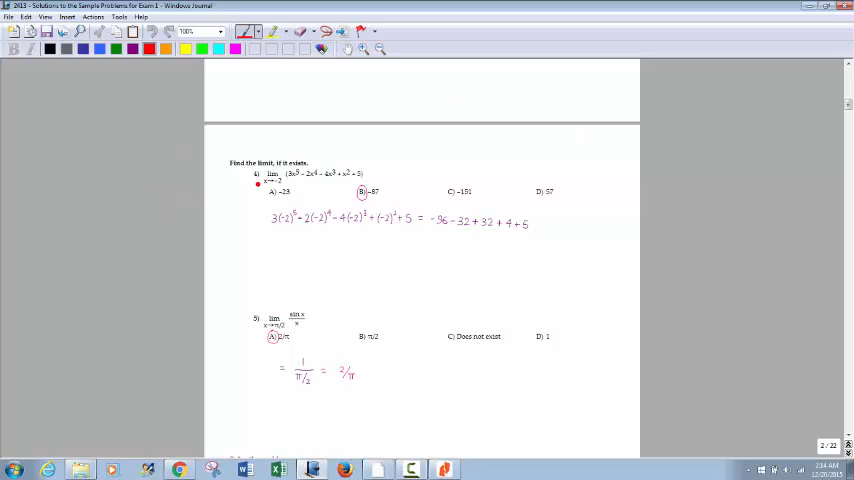 2413 - Solutions to the Sample Problems for Exam 1 - Windows Journal
File Edit View Insert Actions Tools Help
100%
B I
Find the limit, if it exists.
4) lim (3x⁵ - 2x⁴ - 4x³ + x² + 5)
x→-2
A) -23 B) -87 C) -151 D) 57
3(-2)⁵ - 2(-2)⁴ - 4(-2)³ + (-2)² + 5 = -96 - 32 + 32 + 4 + 5
5) lim sin x / x
x→π/2
A) 2/π B) π/2 C) Does not exist D) 1
= 1 / π/2 = 2/π
2 / 22
2:14 AM
12/20/2015